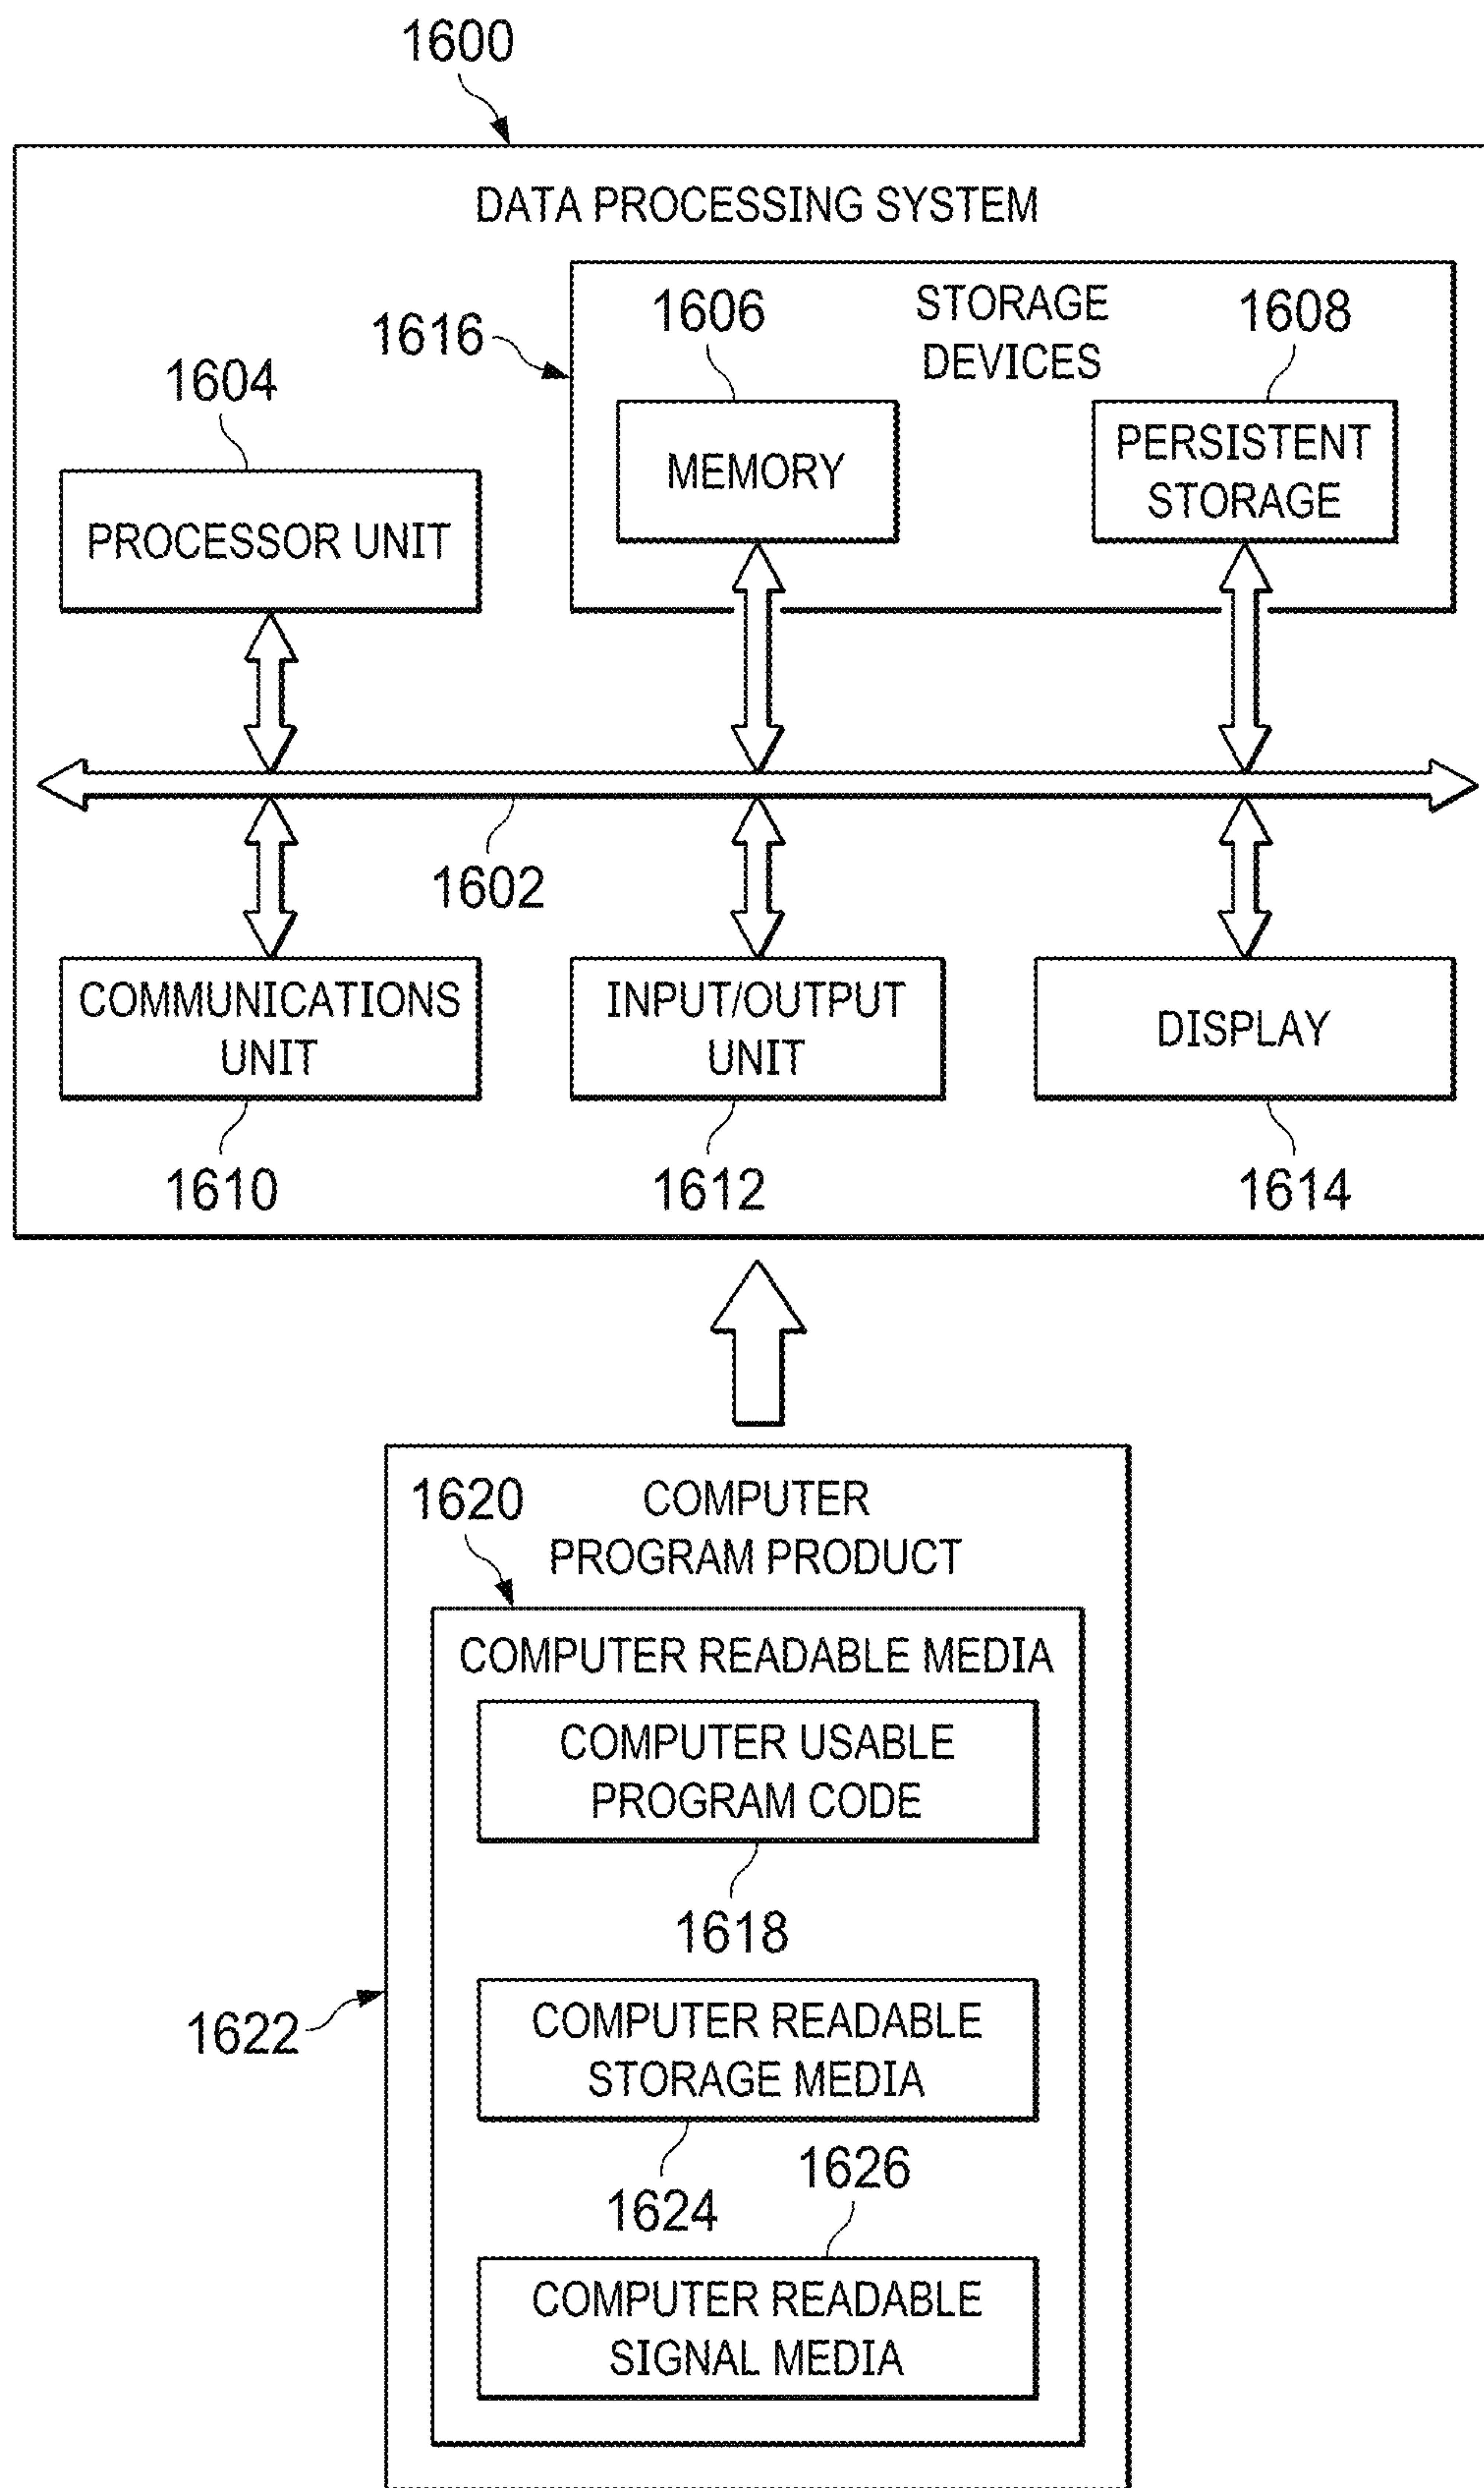 1600
DATA PROCESSING SYSTEM
1616
1606
STORAGE
DEVICES
1608
1604
MEMORY
PERSISTENT
STORAGE
PROCESSOR UNIT
1602
COMMUNICATIONS
UNIT
INPUT/OUTPUT
UNIT
DISPLAY
1610
1612
1614
1620
COMPUTER
PROGRAM PRODUCT
COMPUTER READABLE MEDIA
COMPUTER USABLE
PROGRAM CODE
1618
1622
COMPUTER READABLE
STORAGE MEDIA
1624
1626
COMPUTER READABLE
SIGNAL MEDIA